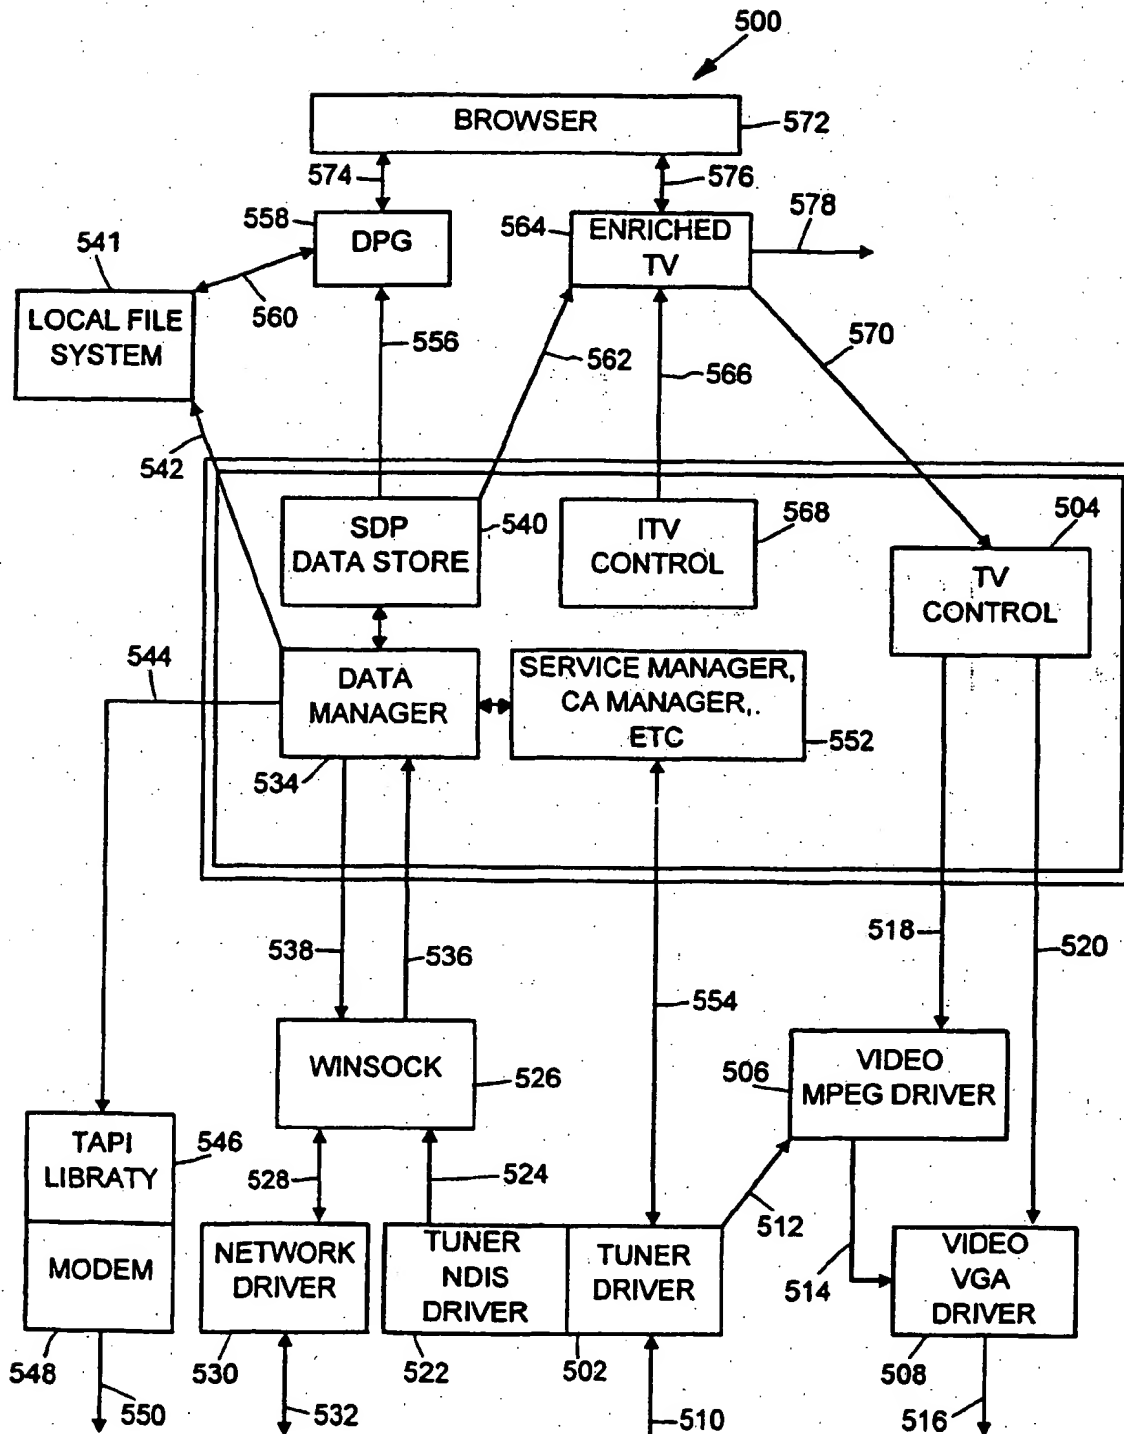 500
BROWSER
572
574
576
558
DPG
564
ENRICHED
TV
578
541
LOCAL FILE
SYSTEM
560
556
562
566
570
542
SDP
DATA STORE
540
ITV
CONTROL
568
504
TV
CONTROL
544
DATA
MANAGER
534
SERVICE MANAGER,
CA MANAGER,
ETC
552
538
536
554
518
520
WINSOCK
526
506
VIDEO
MPEG DRIVER
TAPI
LIBRATY
546
528
524
512
514
MODEM
NETWORK
DRIVER
TUNER
NDIS
DRIVER
TUNER
DRIVER
VIDEO
VGA
DRIVER
548
550
530
532
522
502
510
508
516